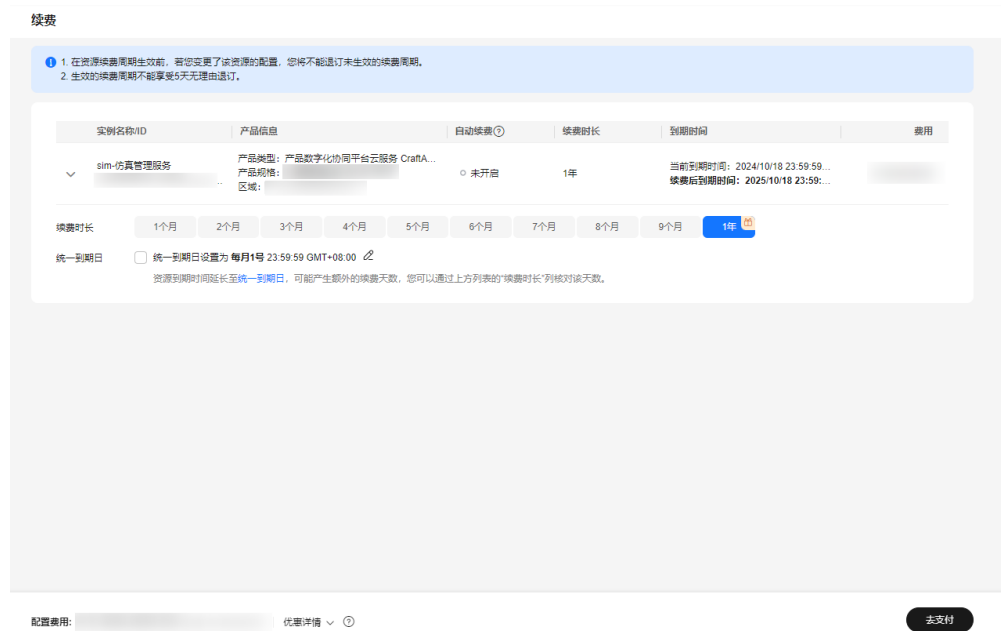 续费
1. 在资源续费周期生效前，若您变更了该资源的配置，您将不能退订未生效的续费周期。
2. 生效的续费周期不能享受5天无理由退订。
实例名称/ID 产品信息 自动续费 续费时长 到期时间 费用
sim-仿真管理服务
..
产品类型：产品数字化协同平台云服务 CraftA...
产品规格：
区域：
未开启
1年
当前到期时间：2024/10/18 23:59:59...
续费后到期时间：2025/10/18 23:59:...
续费时长 1个月 2个月 3个月 4个月 5个月 6个月 7个月 8个月 9个月 1年
统一到期日 统一到期日设置为 每月1号 23:59:59 GMT+08:00
资源到期时间延长至统一到期日，可能产生额外的续费天数，您可以通过上方列表的“续费时长”列核对该天数。
配置费用: 优惠详情 去支付